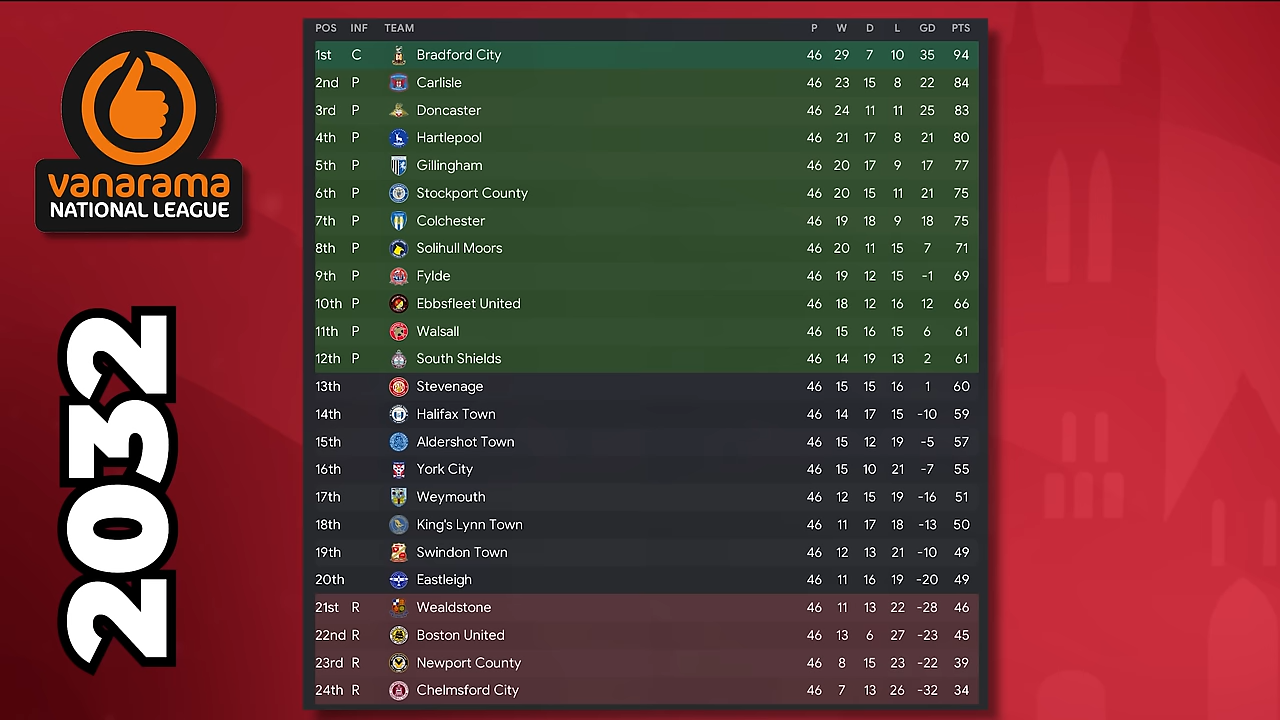 vanarama
NATIONAL LEAGUE
2032
POS INF TEAM P W D L GD PTS
1st C Bradford City 46 29 7 10 35 94
2nd P Carlisle 46 23 15 8 22 84
3rd P Doncaster 46 24 11 11 25 83
4th P Hartlepool 46 21 17 8 21 80
5th P Gillingham 46 20 17 9 17 77
6th P Stockport County 46 20 15 11 21 75
7th P Colchester 46 19 18 9 18 75
8th P Solihull Moors 46 20 11 15 7 71
9th P Fylde 46 19 12 15 -1 69
10th P Ebbsfleet United 46 18 12 16 12 66
11th P Walsall 46 15 16 15 6 61
12th P South Shields 46 14 19 13 2 61
13th Stevenage 46 15 15 16 1 60
14th Halifax Town 46 14 17 15 -10 59
15th Aldershot Town 46 15 12 19 -5 57
16th York City 46 15 10 21 -7 55
17th Weymouth 46 12 15 19 -16 51
18th King's Lynn Town 46 11 17 18 -13 50
19th Swindon Town 46 12 13 21 -10 49
20th Eastleigh 46 11 16 19 -20 49
21st R Wealdstone 46 11 13 22 -28 46
22nd R Boston United 46 13 6 27 -23 45
23rd R Newport County 46 8 15 23 -22 39
24th R Chelmsford City 46 7 13 26 -32 34